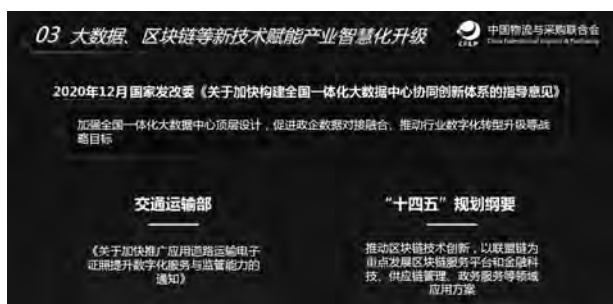 03 大数据、区块链等新技术赋能产业智慧化升级
中国物流与采购联合会
2020年12月国家发改委《关于加快构建全国一体化大数据中心协同创新体系的指导意见》
加强全国一体化大数据中心顶层设计，促进政企数据对接融合、推动行业数字化转型升级等战
略目标
交通运输部
《关于加快推广应用道路运输电子
证照提升数字化服务与监管能力的
通知》
“十四五”规划纲要
推动区块链技术创新，以联盟链为
重点发展区块链服务平台和金融科
技、供应链管理、政务服务等领域
应用方案